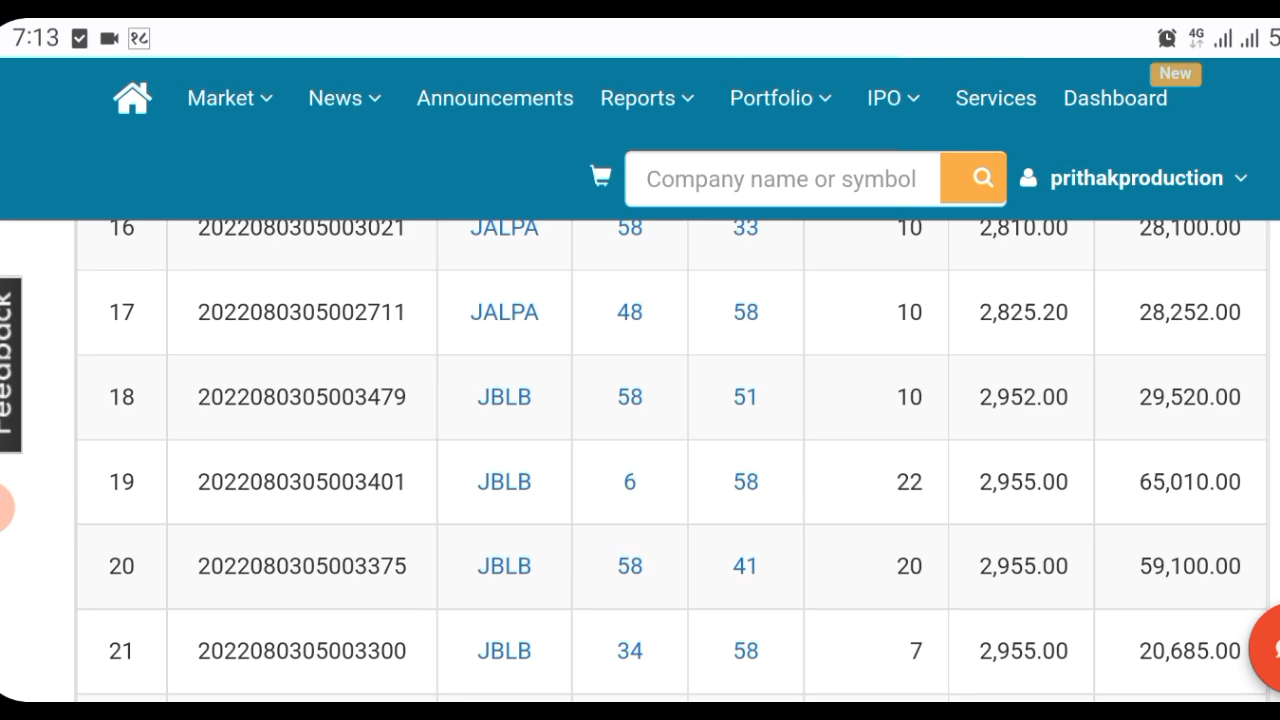 7:13 १८ 4G 5
New
Market News Announcements Reports Portfolio IPO Services Dashboard
Company name or symbol prithakproduction
16 2022080305003021 JALPA 58 33 10 2,810.00 28,100.00
17 2022080305002711 JALPA 48 58 10 2,825.20 28,252.00
18 2022080305003479 JBLB 58 51 10 2,952.00 29,520.00
19 2022080305003401 JBLB 6 58 22 2,955.00 65,010.00
20 2022080305003375 JBLB 58 41 20 2,955.00 59,100.00
21 2022080305003300 JBLB 34 58 7 2,955.00 20,685.00
Feedback